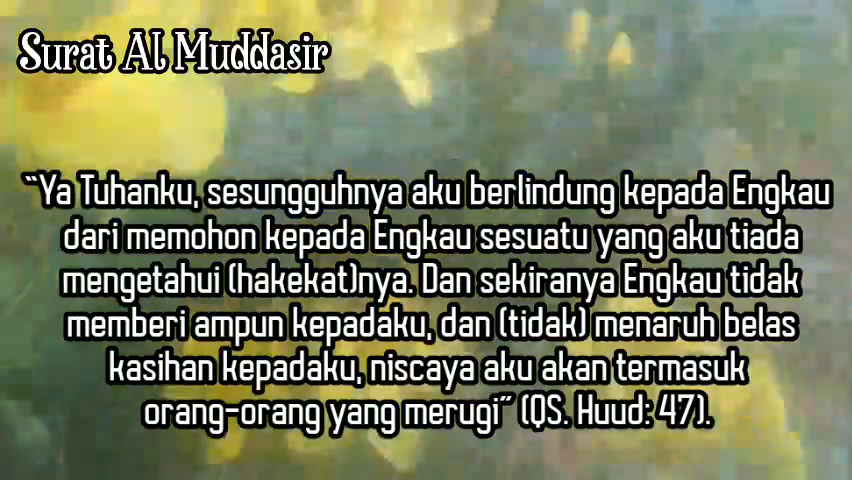 Surat Al Muddasir
“Ya Tuhanku, sesungguhnya aku berlindung kepada Engkau
dari memohon kepada Engkau sesuatu yang aku tiada
mengetahui (hakekat)nya. Dan sekiranya Engkau tidak
memberi ampun kepadaku, dan (tidak) menaruh belas
kasihan kepadaku, niscaya aku akan termasuk
orang-orang yang merugi” (QS. Huud: 47).